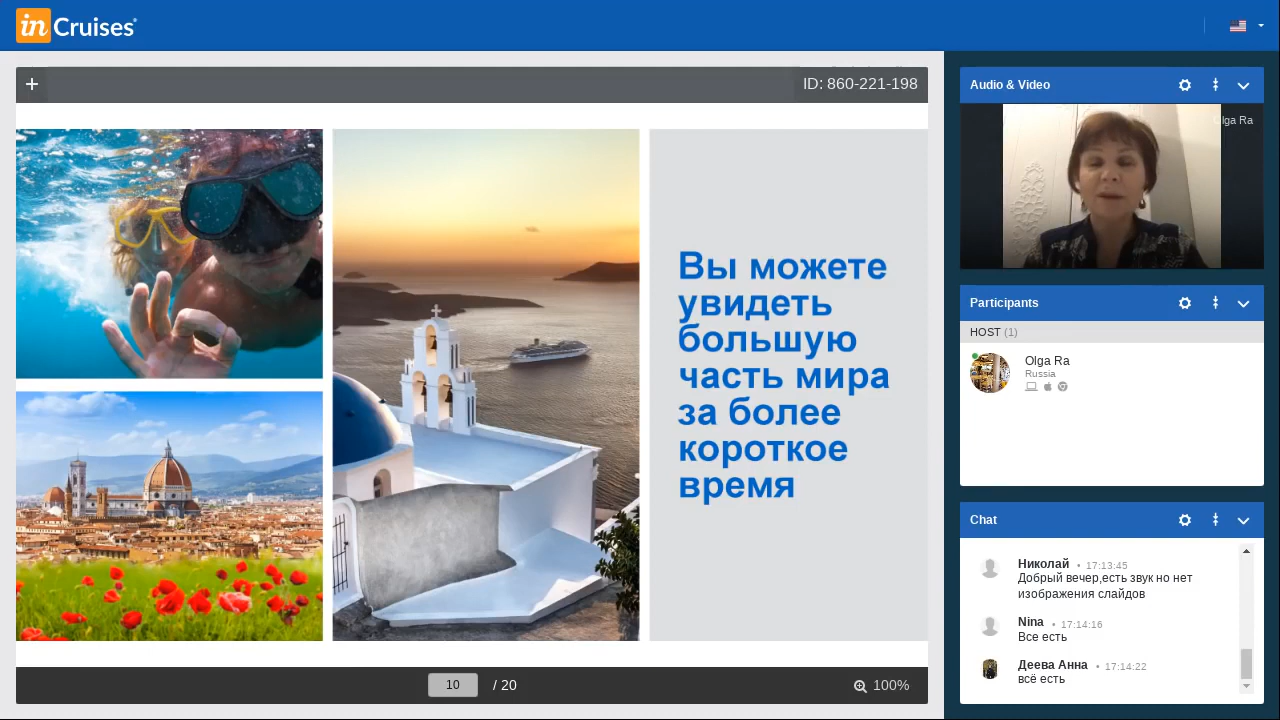 in Cruises®
ID: 860-221-198
Вы можете
увидеть
большую
часть мира
за более
короткое
время
10 / 20
100%
Audio & Video
Olga Ra
Participants
HOST (1)
Olga Ra
Russia
Chat
Николай • 17:13:45
Добрый вечер,есть звук но нет
изображения слайдов
Nina • 17:14:16
Все есть
Деева Анна • 17:14:22
всё есть